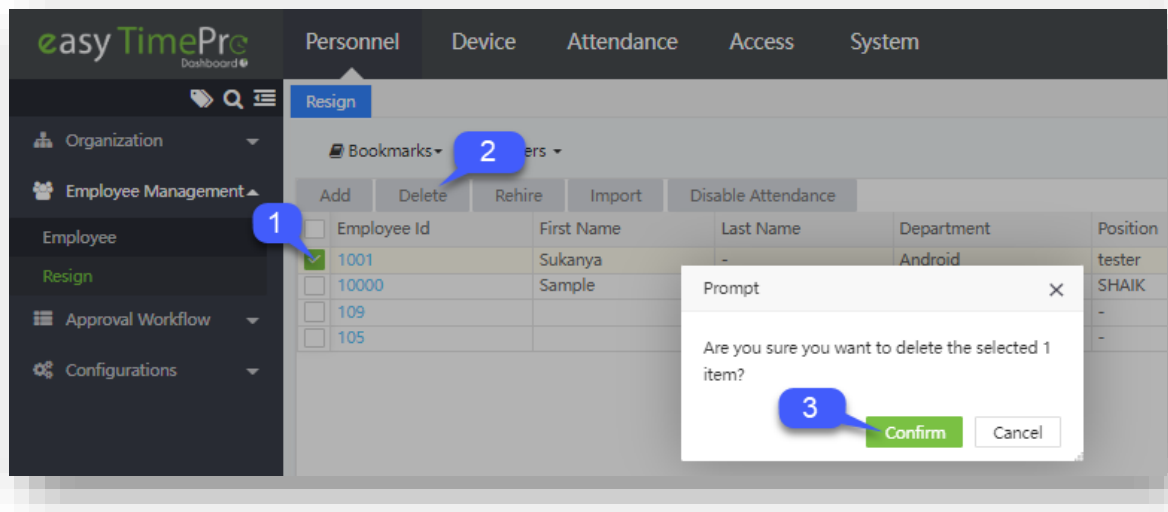 easy TimePro
Dashboard
Personnel Device Attendance Access System
Resign
Organization
Bookmarks 2 ers
Employee Management
Add Delete Rehire Import Disable Attendance
1
Employee Id First Name Last Name Department Position
Employee
1001 Sukanya - Android tester
Resign
10000 Sample SHAIK
109 -
105 -
Approval Workflow
Configurations
Prompt ×
Are you sure you want to delete the selected 1
item?
3
Confirm Cancel